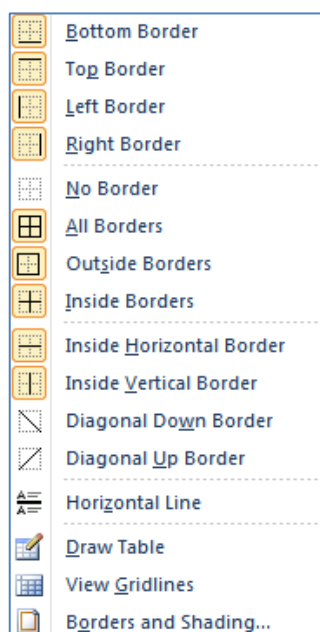 Bottom Border
Top Border
Left Border
Right Border
No Border
All Borders
Outside Borders
Inside Borders
Inside Horizontal Border
Inside Vertical Border
Diagonal Down Border
Diagonal Up Border
Horizontal Line
Draw Table
View Gridlines
Borders and Shading...